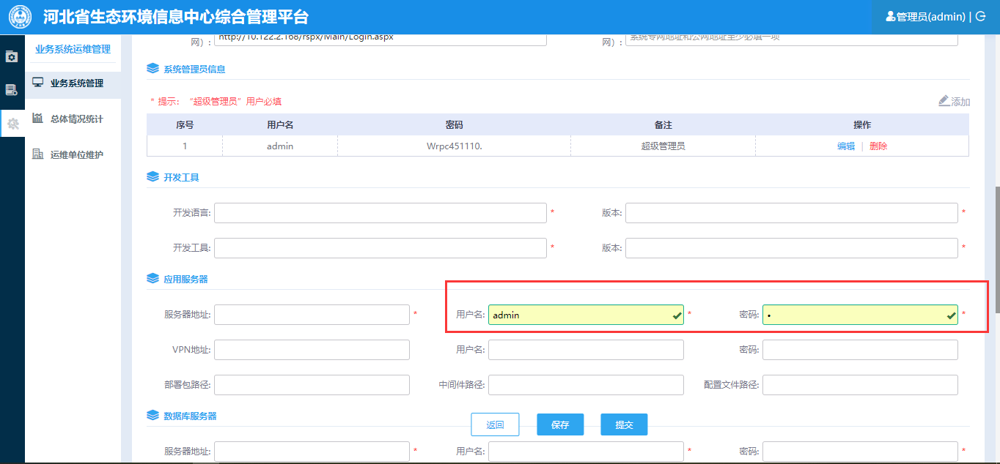 河北省生态环境信息中心综合管理平台
管理员(admin) |
业务系统运维管理
业务系统管理
总体情况统计
运维单位维护
网）: http://10.122.2.168/rspx/Main/Login.aspx 网）: 系统专网地址和公网地址至少必填一项
系统管理员信息
* 提示: “超级管理员”用户必填 添加
序号 用户名 密码 备注 操作
1 admin Wrpc451110. 超级管理员 编辑 | 删除
开发工具
开发语言: * 版本: *
开发工具: * 版本: *
应用服务器
服务器地址: * 用户名: admin * 密码: • *
VPN地址: 用户名: 密码:
部署包路径: 中间件路径: 配置文件路径:
数据库服务器
返回 保存 提交
服务器地址: * 用户名: * 密码: *